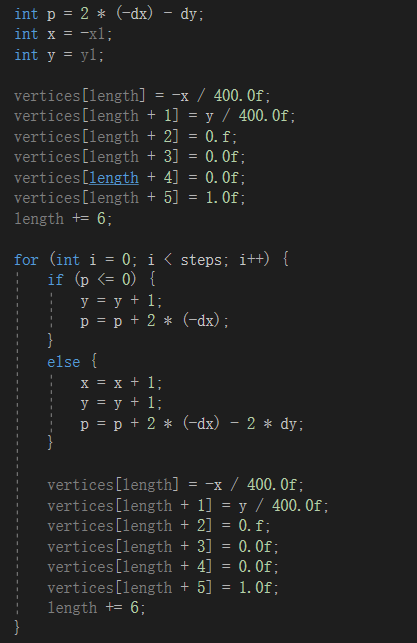 int p = 2 * (-dx) - dy;
int x = -x1;
int y = y1;
vertices[length] = -x / 400.0f;
vertices[length + 1] = y / 400.0f;
vertices[length + 2] = 0.f;
vertices[length + 3] = 0.0f;
vertices[length + 4] = 0.0f;
vertices[length + 5] = 1.0f;
length += 6;
for (int i = 0; i < steps; i++) {
if (p <= 0) {
y = y + 1;
p = p + 2 * (-dx);
}
else {
x = x + 1;
y = y + 1;
p = p + 2 * (-dx) - 2 * dy;
}
vertices[length] = -x / 400.0f;
vertices[length + 1] = y / 400.0f;
vertices[length + 2] = 0.f;
vertices[length + 3] = 0.0f;
vertices[length + 4] = 0.0f;
vertices[length + 5] = 1.0f;
length += 6;
}